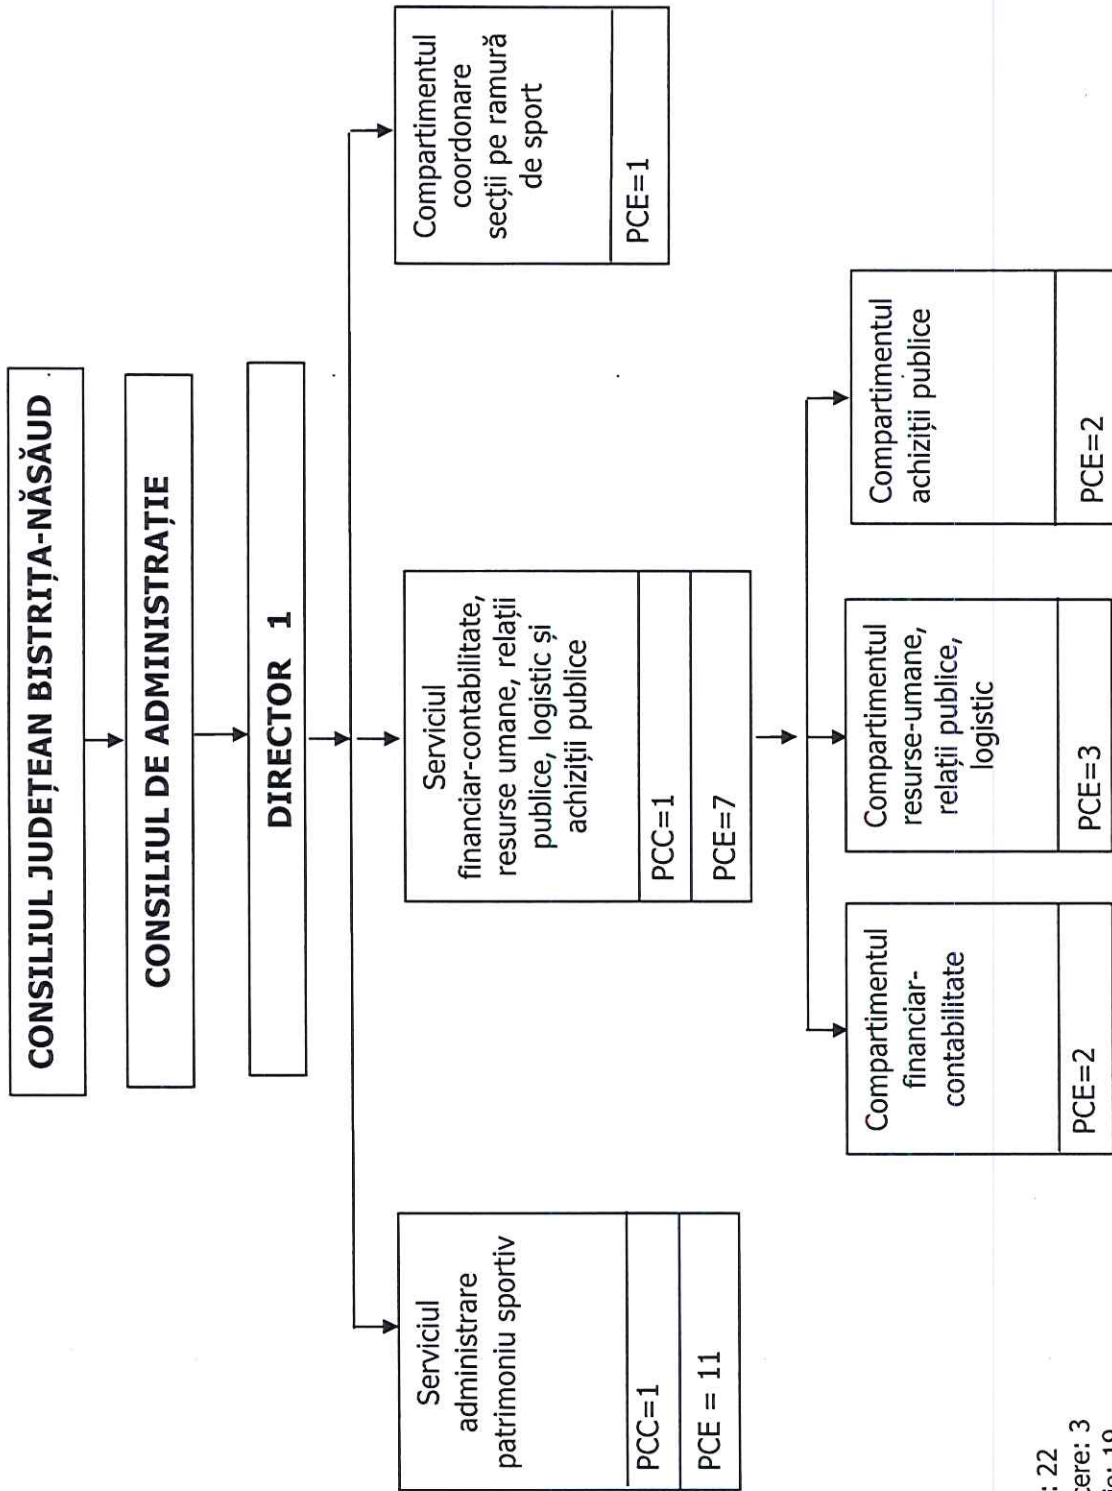 CONSILIUL JUDEȚEAN BISTRIȚA-NĂSĂUD
CONSILIUL DE ADMINISTRAȚIE
DIRECTOR 1
Serviciul
administrare
patrimoniu sportiv
PCC=1
PCE = 11
Serviciul
financiar-contabilitate,
resurse umane, relații
publice, logistic și
achiziții publice
PCC=1
PCE=7
Compartimentul
coordonare
secții pe ramură
de sport
PCE=1
Compartimentul
financiar-
contabilitate
PCE=2
Compartimentul
resurse-umane,
relații publice,
logistic
PCE=3
Compartimentul
achiziții publice
PCE=2
: 22
cere: 3
: 19